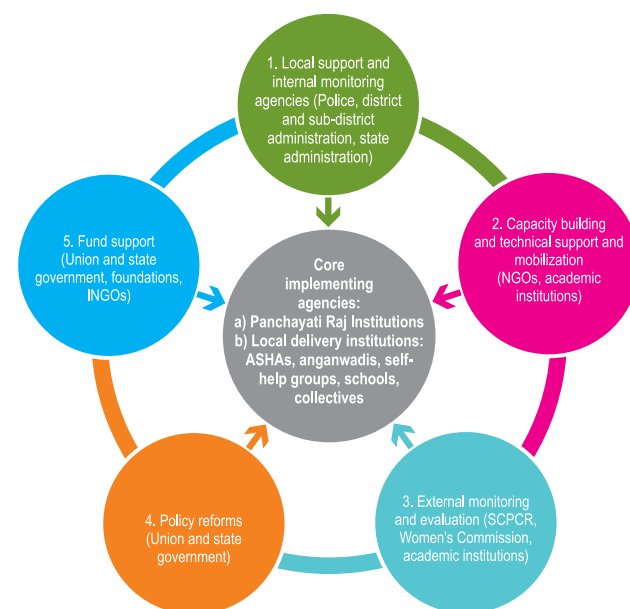 1. Local support and
internal monitoring
agencies (Police, district
and sub-district
administration, state
administration)
2. Capacity building
and technical support and
mobilization
(NGOs, academic
institutions)
3. External monitoring
and evaluation (SCPCR,
Women's Commission,
academic institutions)
4. Policy reforms
(Union and state
government)
5. Fund support
(Union and state
government, foundations,
INGOs)
Core
implementing
agencies:
a) Panchayati Raj Institutions
b) Local delivery institutions:
ASHAs, anganwadis, self-
help groups, schools,
collectives